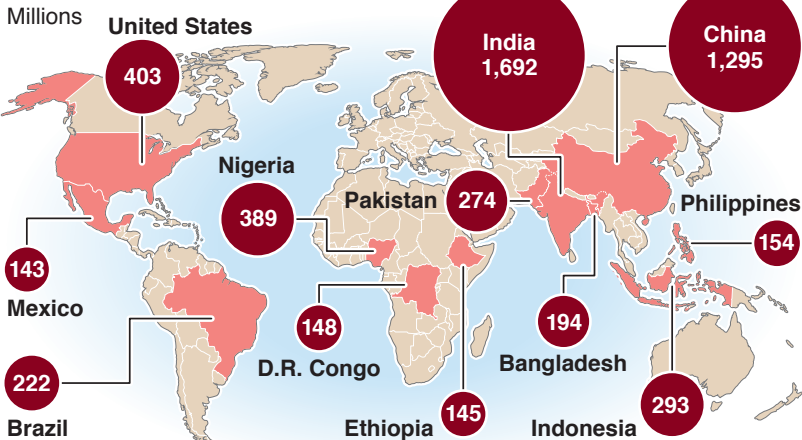 Millions
United States
403
India
1,692
China
1,295
Nigeria
389
Pakistan
274
Philippines
154
143
Mexico
148
D.R. Congo
194
Bangladesh
222
Brazil
Ethiopia
145
Indonesia
293